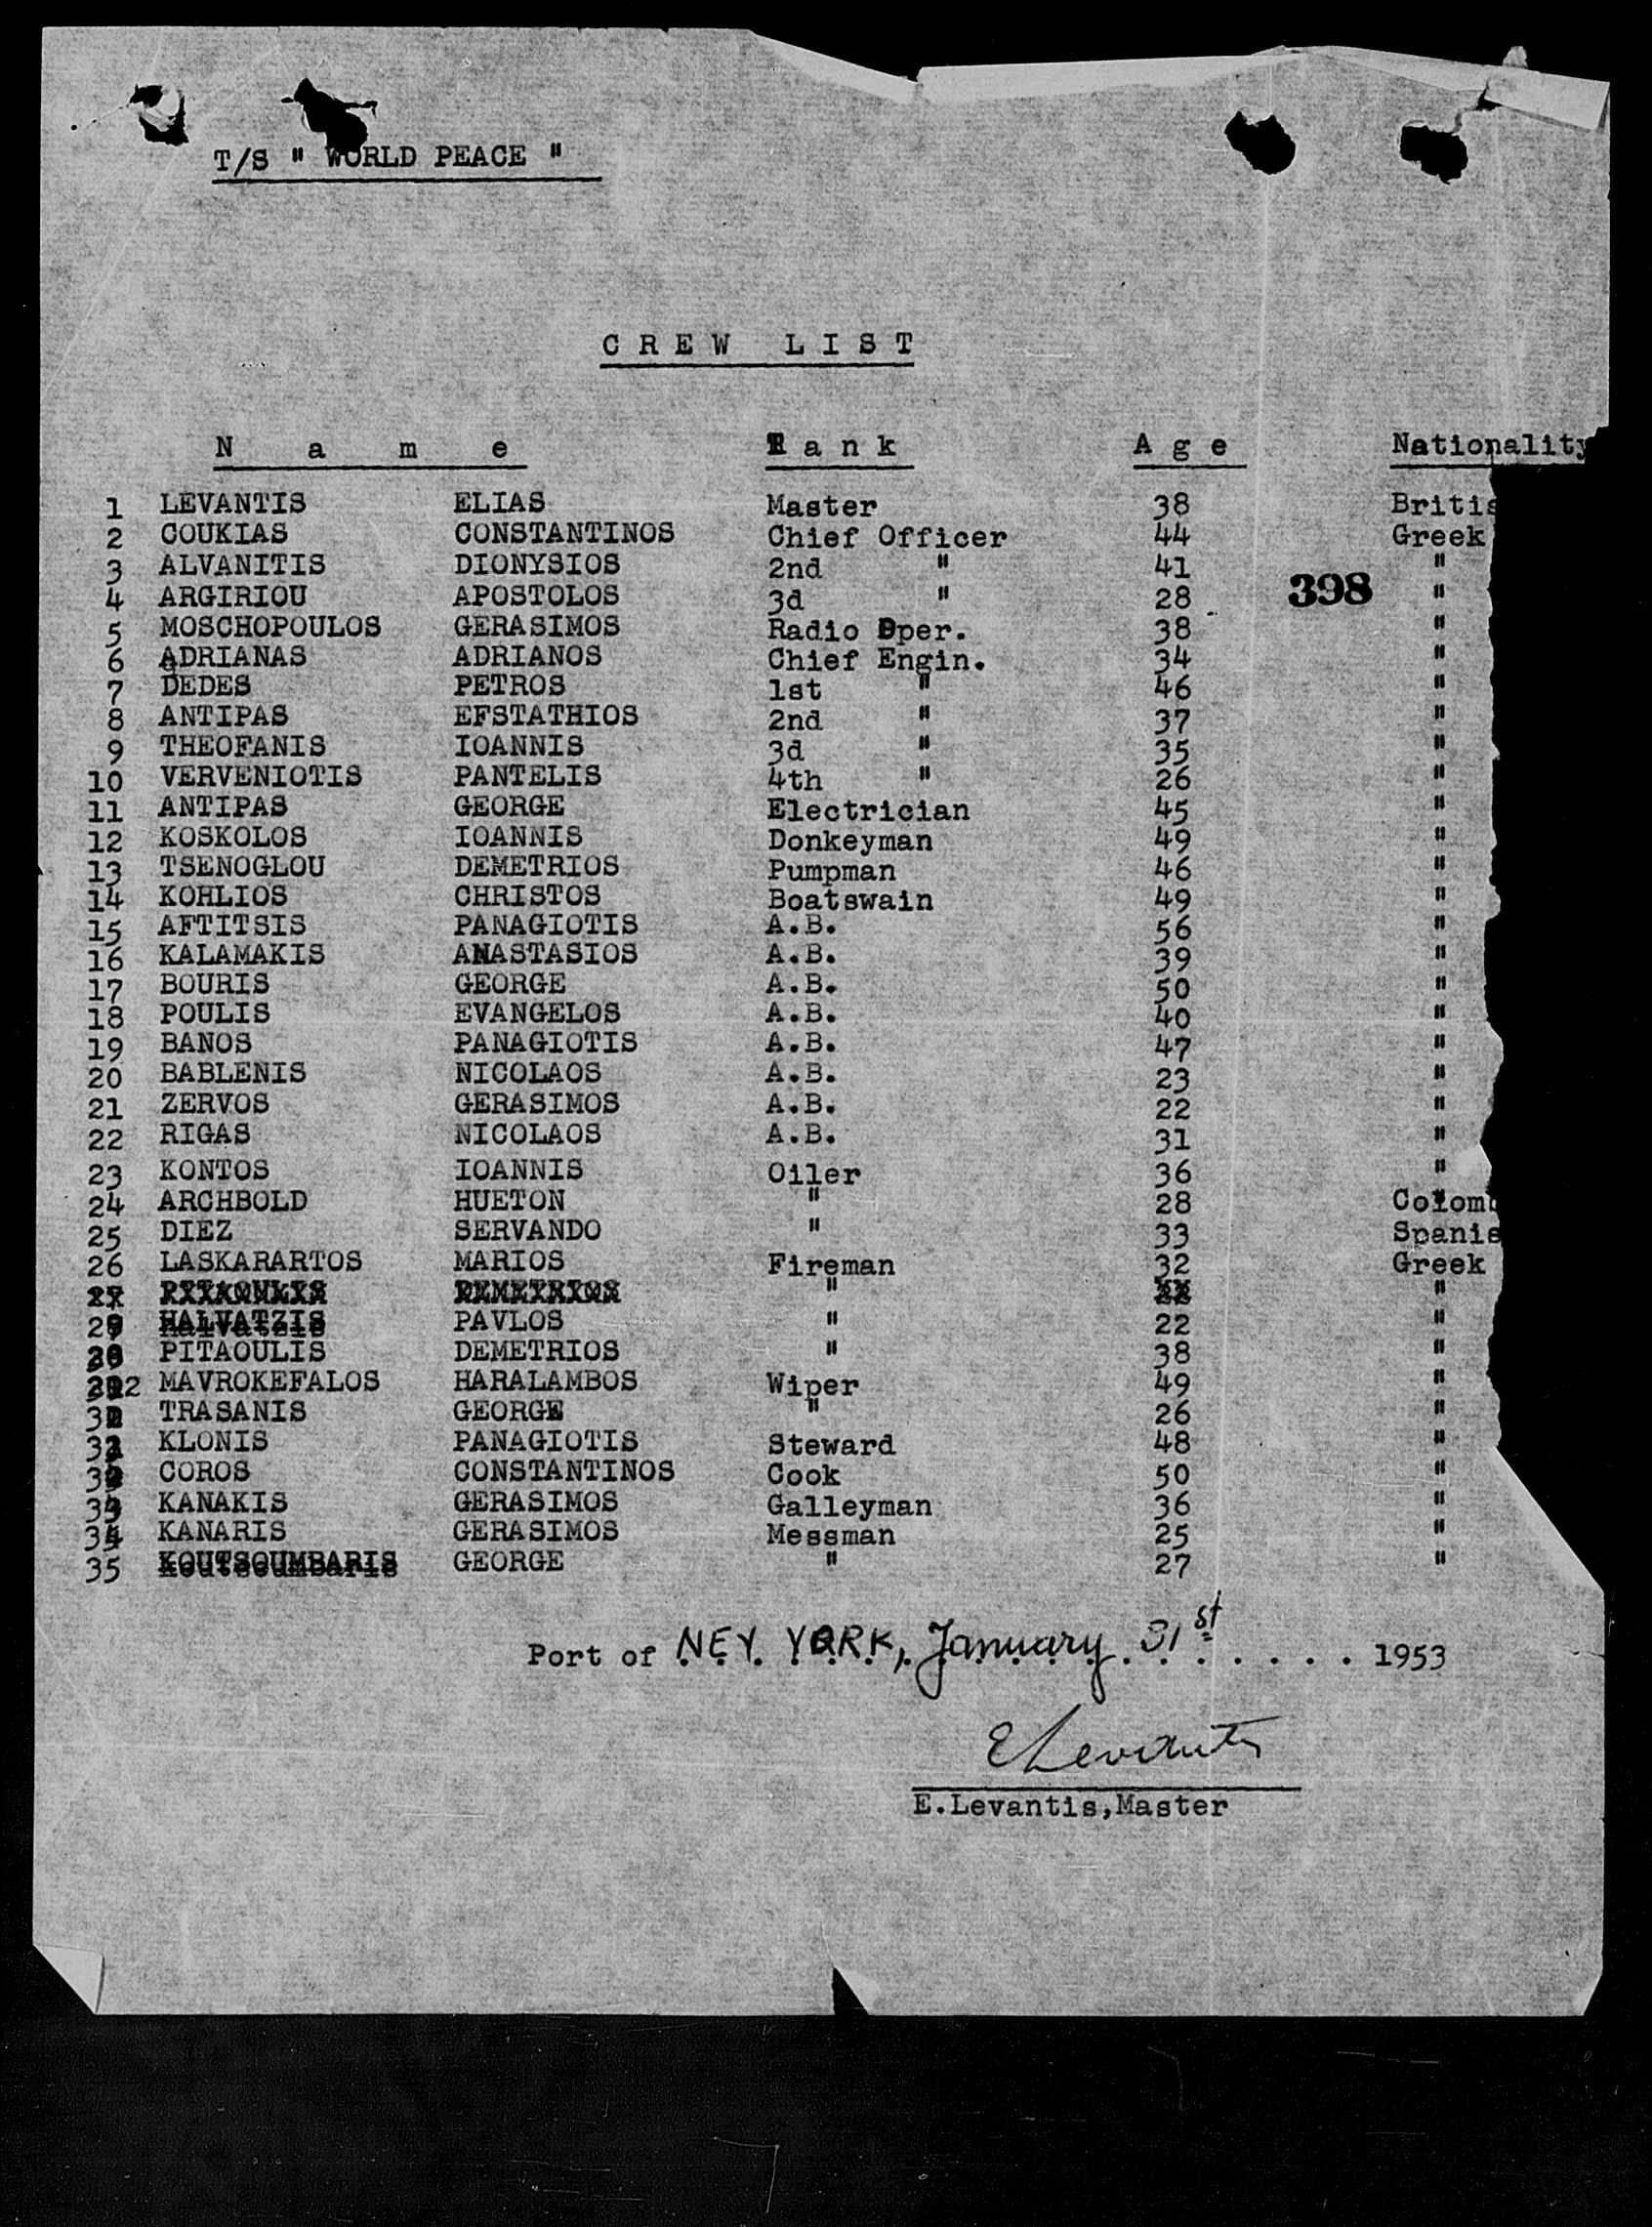 T/S " WORLD PEACE "
CREW LIST
Name Rank Age Nationality
1 LEVANTIS ELIAS Master 38 Britis
2 COUKIAS CONSTANTINOS Chief Officer 44 Greek
3 ALVANITIS DIONYSIOS 2nd " 41 "
398
4 ARGIRIOU APOSTOLOS 3d " 28 "
5 MOSCHOPOULOS GERASIMOS Radio Oper. 38 "
6 ADRIANAS ADRIANOS Chief Engin. 34 "
7 DEDES PETROS 1st " 46 "
8 ANTIPAS EFSTATHIOS 2nd " 37 "
9 THEOFANIS IOANNIS 3d " 35 "
10 VERVENIOTIS PANTELIS 4th " 26 "
11 ANTIPAS GEORGE Electrician 45 "
12 KOSKOLOS IOANNIS Donkeyman 49 "
13 TSENOGLOU DEMETRIOS Pumpman 46 "
14 KOHLIOS CHRISTOS Boatswain 49 "
15 AFTITSIS PANAGIOTIS A.B. 56 "
16 KALAMAKIS ANASTASIOS A.B. 39 "
17 BOURIS GEORGE A.B. 50 "
18 POULIS EVANGELOS A.B. 40 "
19 BANOS PANAGIOTIS A.B. 47 "
20 BABLENIS NICOLAOS A.B. 23 "
21 ZERVOS GERASIMOS A.B. 22 "
22 RIGAS NICOLAOS A.B. 31 "
23 KONTOS IOANNIS Oiler 36 "
24 ARCHBOLD HUETON " 28 Colomb
25 DIEZ SERVANDO " 33 Spanis
26 LASKARARTOS MARIOS Fireman 32 Greek
" "
HALVATZIS PAVLOS " 22 "
PITAOULIS DEMETRIOS " 38 "
MAVROKEFALOS HARALAMBOS Wiper 49 "
TRASANIS GEORGE " 26 "
KLONIS PANAGIOTIS Steward 48 "
COROS CONSTANTINOS Cook 50 "
KANAKIS GERASIMOS Galleyman 36 "
34 KANARIS GERASIMOS Messman 25 "
35 KOUTSOUMBARIS GEORGE " 27 "
Port of NEY YORK, January 31st 1953
ELevantis
E.Levantis,Master